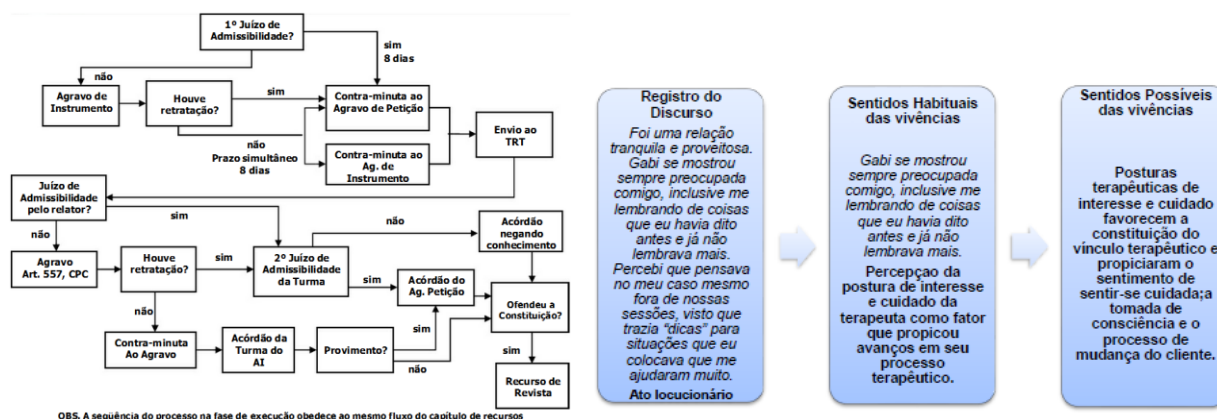 1º Juízo de
Admissibilidade?
sim
8 dias
não
Agravo de
Instrumento
Houve
retratação?
sim
Contra-minuta ao
Agravo de Petição
não
Prazo simultâneo
8 dias
Contra-minuta ao
Ag. de
Instrumento
Envio ao
TRT
Juízo de
Admissibilidade
pelo relator?
sim
não
Agravo
Art. 557, CPC
Houve
retratação?
sim
2º Juízo de
Admissibilidade
da Turma
não
Acórdão
negando
conhecimento
sim
Acórdão do
Ag. Petição
Ofendeu a
Constituição?
não
Contra-minuta
Ao Agravo
Acórdão da
Turma do
AI
Provimento?
sim
não
sim
Recurso de
Revista
OBS. A seqüência do processo na fase de execução obedece ao mesmo fluxo do capítulo de recursos
Registro do
Discurso
Foi uma relação
tranquila e proveitosa.
Gabi se mostrou
sempre preocupada
comigo, inclusive me
lembrando de coisas
que eu havia dito
antes e já não
lembrava mais.
Percebi que pensava
no meu caso mesmo
fora de nossas
sessões, visto que
trazia “dicas” para
situações que eu
colocava que me
ajudaram muito.
Ato locucionário
Sentidos Habituais
das vivências
Gabi se mostrou
sempre preocupada
comigo, inclusive me
lembrando de coisas
que eu havia dito
antes e já não
lembrava mais.
Percepçao da
postura de interesse
e cuidado da
terapeuta como fator
que propicou
avanços em seu
processo
terapêutico.
Sentidos Possíveis
das vivências
Posturas
terapêuticas de
interesse e cuidado
favorecem a
constituição do
vínculo terapêutico e
propiciaram o
sentimento de
sentir-se cuidada;a
tomada de
consciência e o
processo de
mudança do cliente.